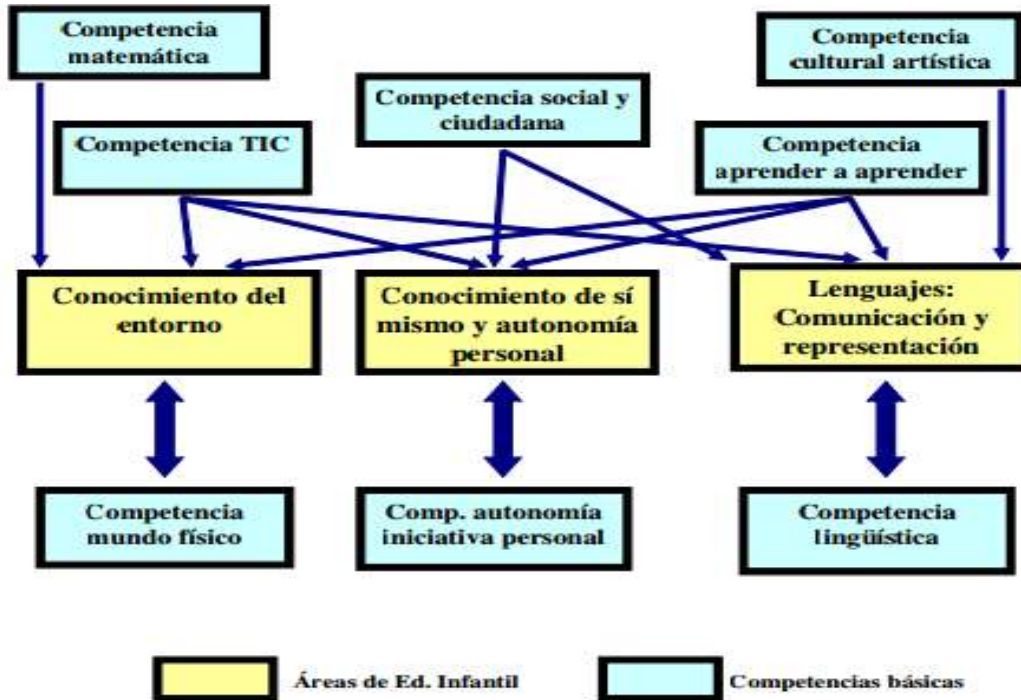 Competencia
matemática
Competencia
cultural artística
Competencia social y
ciudadana
Competencia TIC
Competencia
aprender a aprender
Conocimiento del
entorno
Conocimiento de sí
mismo y autonomía
personal
Lenguajes:
Comunicación y
representación
Competencia
mundo físico
Comp. autonomía
iniciativa personal
Competencia
lingüística
Áreas de Ed. Infantil
Competencias básicas